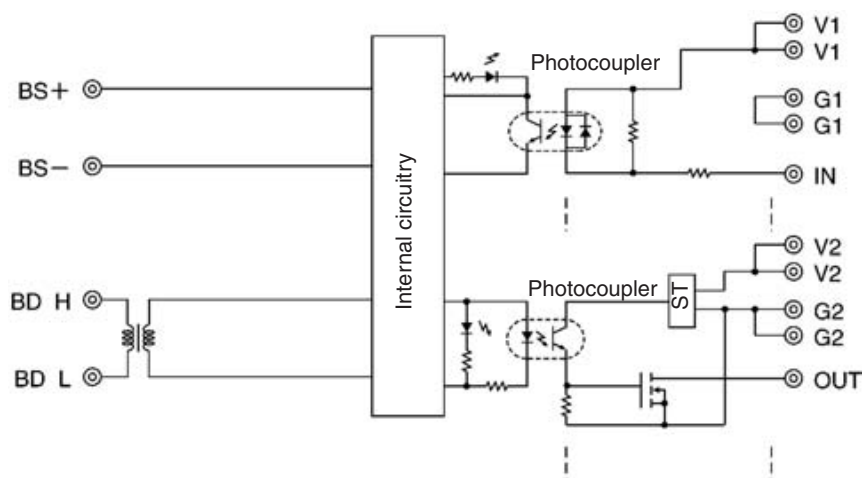 BS+
BS−
BD H
BD L
Internal circuitry
Photocoupler
V1
V1
G1
G1
IN
Photocoupler
ST
V2
V2
G2
G2
OUT